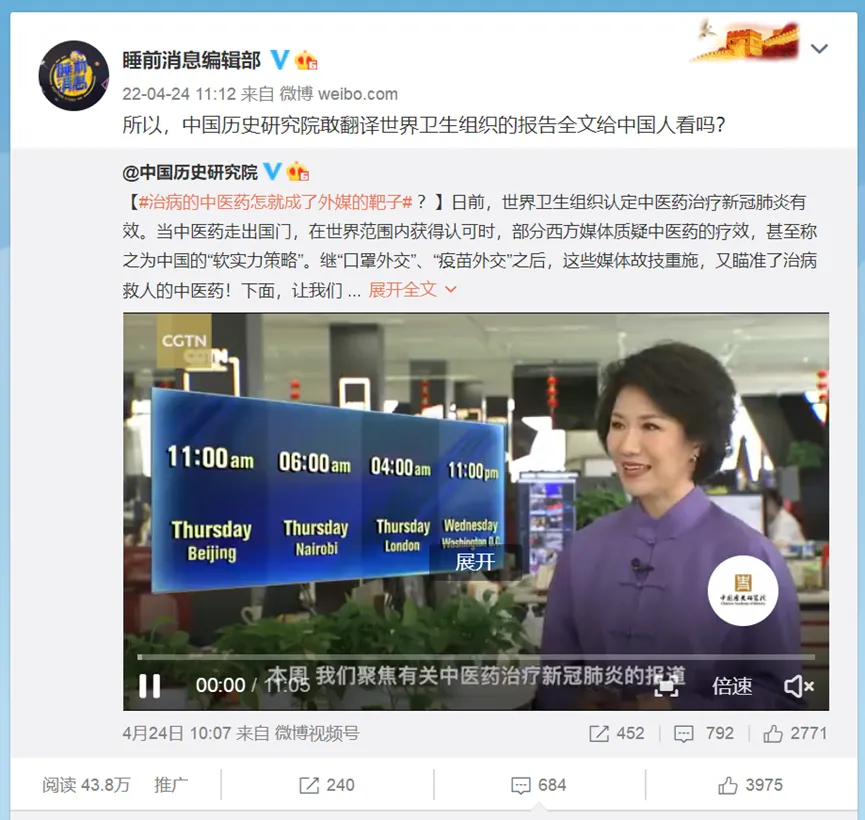 睡前消息编辑部
22-04-24 11:12 来自 微博 weibo.com
所以，中国历史研究院敢翻译世界卫生组织的报告全文给中国人看吗？
@中国历史研究院
【#治病的中医药怎就成了外媒的靶子#？】日前，世界卫生组织认定中医药治疗新冠肺炎有
效。当中医药走出国门，在世界范围内获得认可时，部分西方媒体质疑中医药的疗效，甚至称
之为中国的“软实力策略”。继“口罩外交”、“疫苗外交”之后，这些媒体故技重施，又瞄准了治病
救人的中医药！下面，让我们 ... 展开全文
CGTN
11:00am 06:00am 04:00am 11:00pm
Thursday Thursday Thursday Wednesday
Beijing Nairobi London Washington D.C.
展开
中国历史研究院
Chinese Academy of History
本周 我们聚焦有关中医药治疗新冠肺炎的报道
00:00 / 11:05 倍速
4月24日 10:07 来自 微博视频号 452 792 2771
阅读 43.8万 推广 240 684 3975